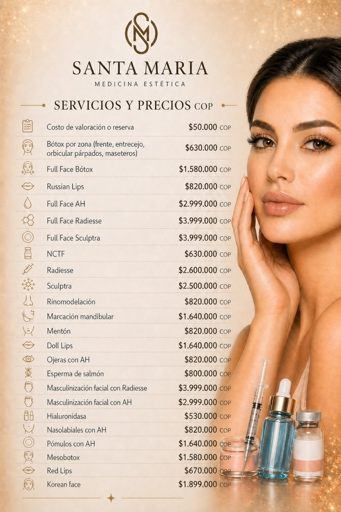 SANTA MARIA
MEDICINA ESTÉTICA
SERVICIOS Y PRECIOS COP
Costo de valoración o reserva $50.000 COP
Bótox por zona (frente, entrecejo,
orbicular párpados, maseteros) $630.000 COP
Full Face Bótox $1.580.000 COP
Russian Lips $820.000 COP
Full Face AH $2.999.000 COP
Full Face Radiesse $3.999.000 COP
Full Face Sculptra $3.999.000 COP
NCTF $630.000 COP
Radiesse $2.600.000 COP
Sculptra $2.500.000 COP
Rinomodelación $820.000 COP
Marcación mandibular $1.640.000 COP
Mentón $820.000 COP
Doll Lips $1.640.000 COP
Ojeras con AH $820.000 COP
Esperma de salmón $800.000 COP
Masculinización facial con Radiesse $3.999.000 COP
Masculinización facial con AH $2.999.000 COP
Hialuronidasa $530.000 COP
Nasolabiales con AH $820.000 COP
Pómulos con AH $1.640.000 COP
Mesobotox $1.580.000 COP
Red Lips $670.000 COP
Korean face $1.899.000 COP